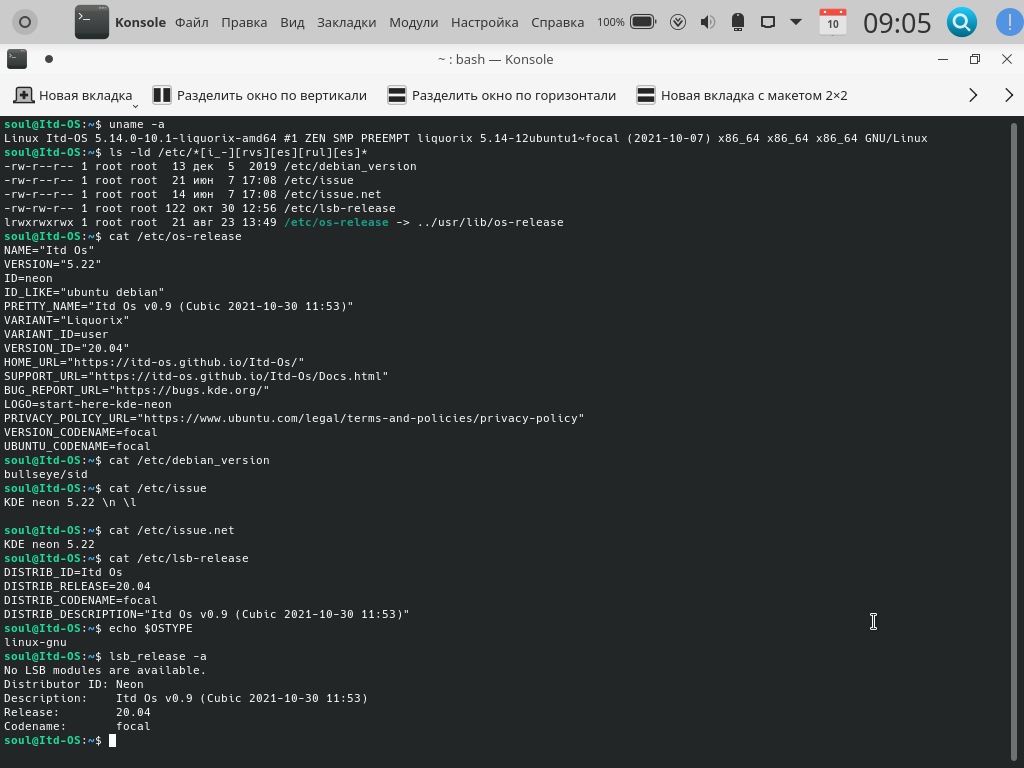 Konsole Файл Правка Вид Закладки Модули Настройка Справка 100% 10 09:05
~ : bash — Konsole
Новая вкладка Разделить окно по вертикали Разделить окно по горизонтали Новая вкладка с макетом 2×2
soul@Itd-OS:~$ uname -a
Linux Itd-OS 5.14.0-10.1-liquorix-amd64 #1 ZEN SMP PREEMPT liquorix 5.14-12ubuntu1~focal (2021-10-07) x86_64 x86_64 x86_64 GNU/Linux
soul@Itd-OS:~$ ls -ld /etc/*[i_-][rvs][es][rul][es]*
-rw-r--r-- 1 root root  13 дек  5  2019 /etc/debian_version
-rw-r--r-- 1 root root  21 июн  7 17:08 /etc/issue
-rw-r--r-- 1 root root  14 июн  7 17:08 /etc/issue.net
-rw-rw-r-- 1 root root 122 окт 30 12:56 /etc/lsb-release
lrwxrwxrwx 1 root root  21 авг 23 13:49 /etc/os-release -> ../usr/lib/os-release
soul@Itd-OS:~$ cat /etc/os-release
NAME="Itd Os"
VERSION="5.22"
ID=neon
ID_LIKE="ubuntu debian"
PRETTY_NAME="Itd Os v0.9 (Cubic 2021-10-30 11:53)"
VARIANT="Liquorix"
VARIANT_ID=user
VERSION_ID="20.04"
HOME_URL="https://itd-os.github.io/Itd-Os/"
SUPPORT_URL="https://itd-os.github.io/Itd-Os/Docs.html"
BUG_REPORT_URL="https://bugs.kde.org/"
LOGO=start-here-kde-neon
PRIVACY_POLICY_URL="https://www.ubuntu.com/legal/terms-and-policies/privacy-policy"
VERSION_CODENAME=focal
UBUNTU_CODENAME=focal
soul@Itd-OS:~$ cat /etc/debian_version
bullseye/sid
soul@Itd-OS:~$ cat /etc/issue
KDE neon 5.22 \n \l
soul@Itd-OS:~$ cat /etc/issue.net
KDE neon 5.22
soul@Itd-OS:~$ cat /etc/lsb-release
DISTRIB_ID=Itd Os
DISTRIB_RELEASE=20.04
DISTRIB_CODENAME=focal
DISTRIB_DESCRIPTION="Itd Os v0.9 (Cubic 2021-10-30 11:53)"
soul@Itd-OS:~$ echo $OSTYPE
linux-gnu
soul@Itd-OS:~$ lsb_release -a
No LSB modules are available.
Distributor ID: Neon
Description:    Itd Os v0.9 (Cubic 2021-10-30 11:53)
Release:        20.04
Codename:       focal
soul@Itd-OS:~$